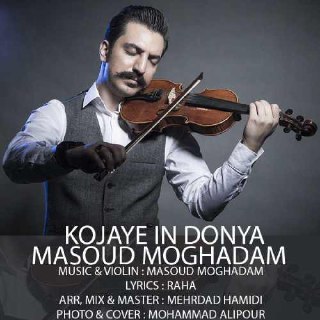 KOJAYE IN DONYA
MASOUD MOGHADAM
MUSIC & VIOLIN : MASOUD MOGHADAM
LYRICS : RAHA
ARR, MIX & MASTER : MEHRDAD HAMIDI
PHOTO & COVER : MOHAMMAD ALIPOUR